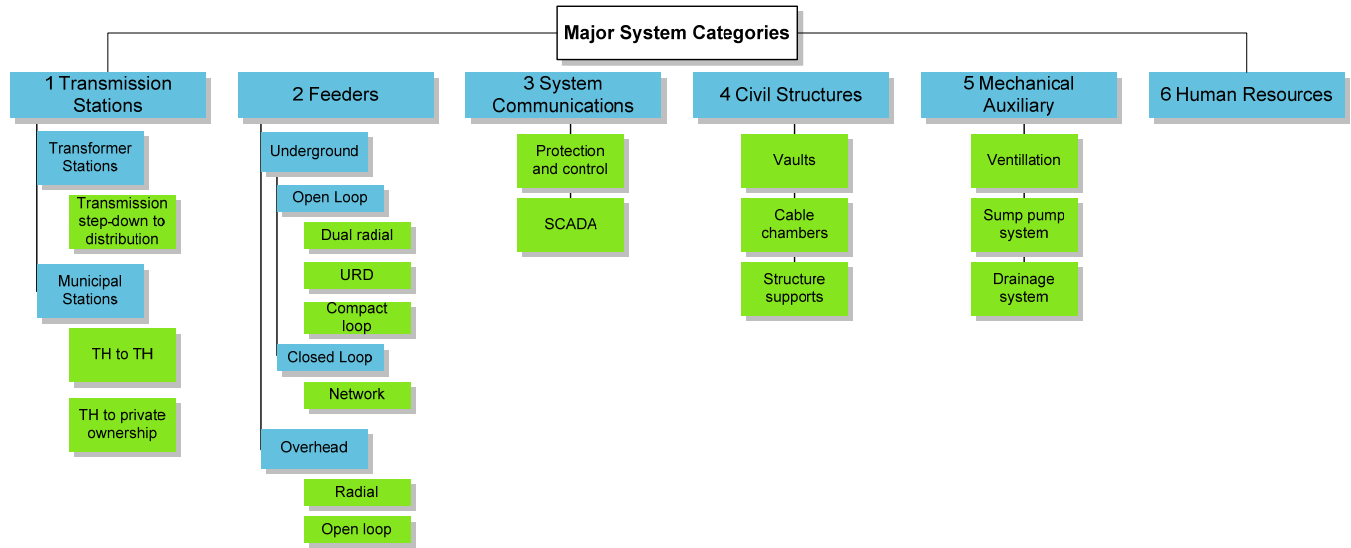 Major System Categories
1 Transmission
Stations
Transformer
Stations
Transmission
step-down to
distribution
Municipal
Stations
TH to TH
TH to private
ownership
2 Feeders
Underground
Open Loop
Dual radial
URD
Compact
loop
Closed Loop
Network
Overhead
Radial
Open loop
3 System
Communications
Protection
and control
SCADA
4 Civil Structures
Vaults
Cable
chambers
Structure
supports
5 Mechanical
Auxiliary
Ventillation
Sump pump
system
Drainage
system
6 Human Resources